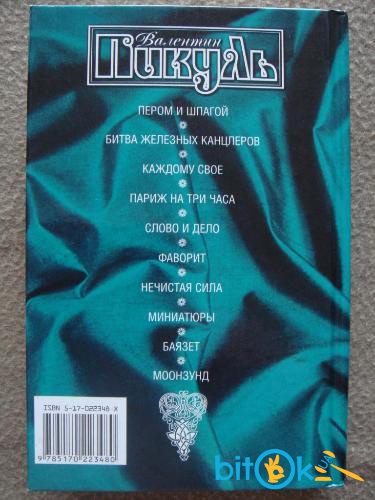 Валентин
Пикуль
ПЕРОМ И ШПАГОЙ
БИТВА ЖЕЛЕЗНЫХ КАНЦЛЕРОВ
КАЖДОМУ СВОЕ
ПАРИЖ НА ТРИ ЧАСА
СЛОВО И ДЕЛО
ФАВОРИТ
НЕЧИСТАЯ СИЛА
МИНИАТЮРЫ
БАЯЗЕТ
МООНЗУНД
ISBN 5-17-022348-X
9 785170 223480
bitOk